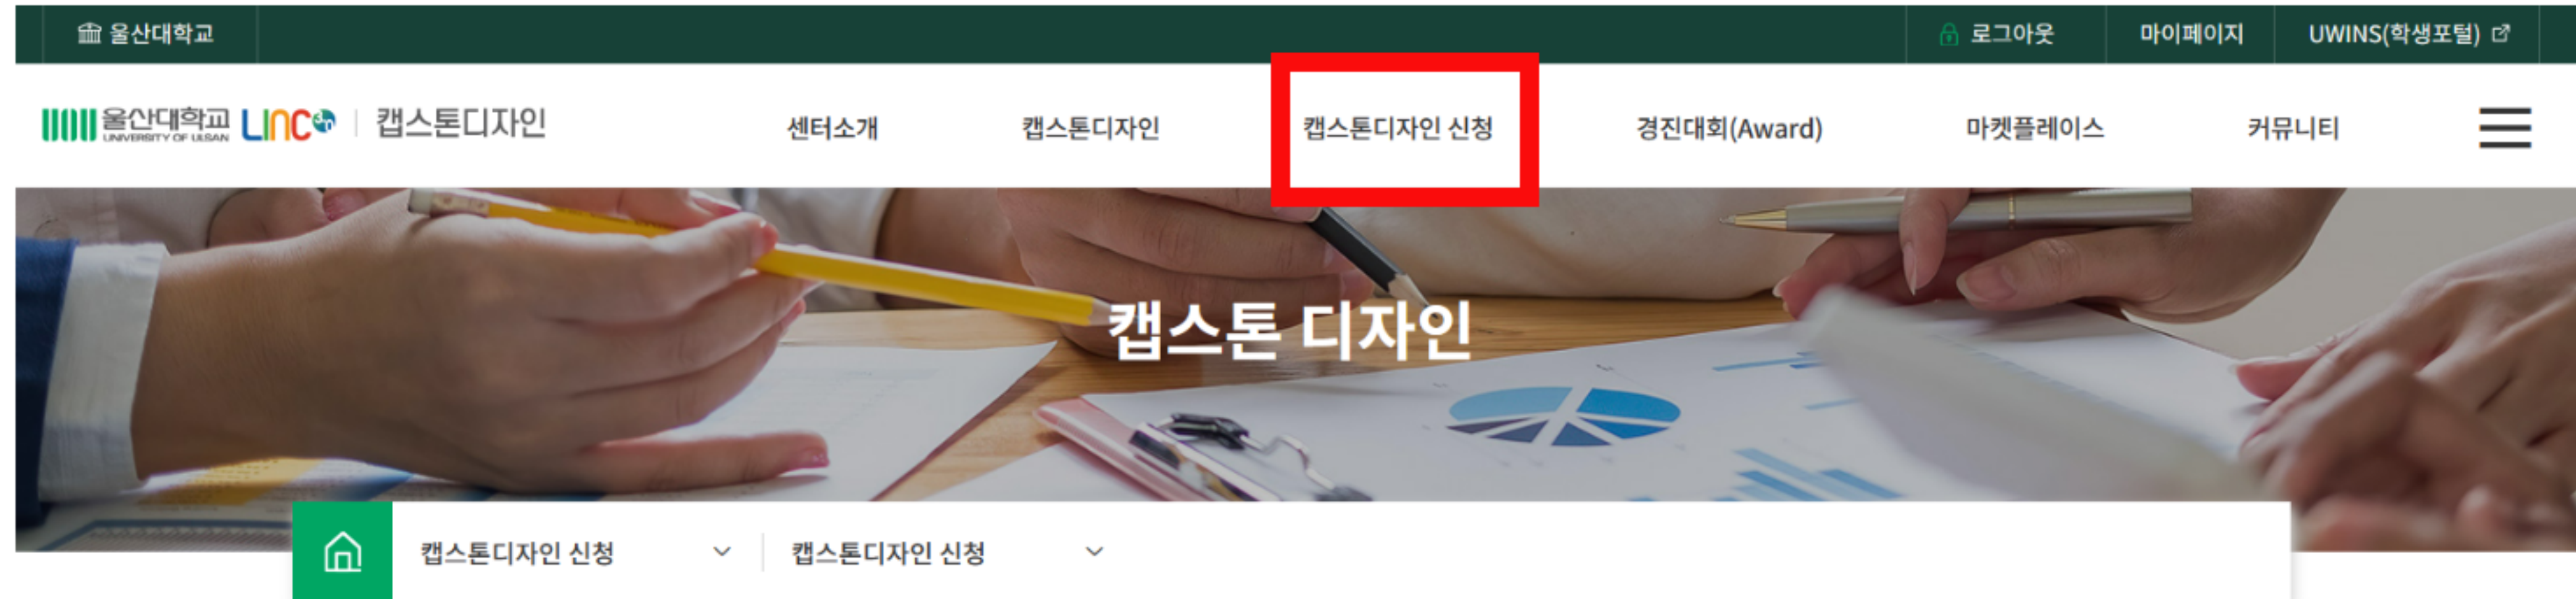 울산대학교
로그아웃 마이페이지 UWINS(학생포털)
울산대학교 UNIVERSITY OF ULSAN LINC 3.0 캡스톤디자인
센터소개 캡스톤디자인 캡스톤디자인 신청 경진대회(Award) 마켓플레이스 커뮤니티
캡스톤 디자인
캡스톤디자인 신청 캡스톤디자인 신청